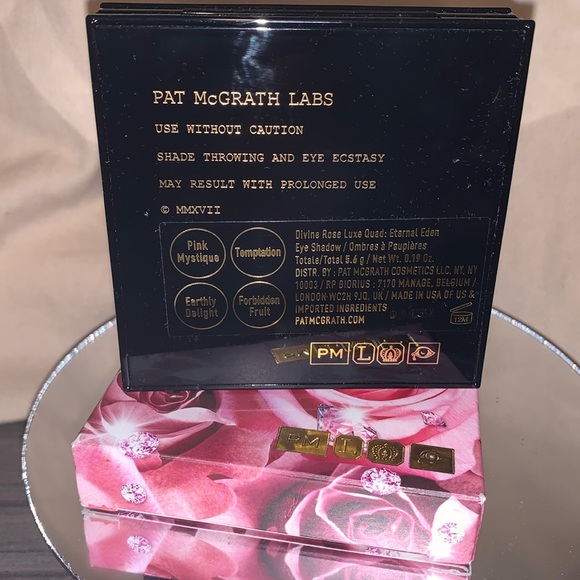 PAT McGRATH LABS
USE WITHOUT CAUTION
SHADE THROWING AND EYE ECSTASY
MAY RESULT WITH PROLONGED USE
© MMXVII
Pink
Mystique
Temptation
Earthly
Delight
Forbidden
Fruit
Divine Rose Luxe Quad: Eternal Eden
Eye Shadow / Ombres à Paupières
Totale/Total 5.6 g / Net Wt. 0.19 Oz.
DISTR. BY : PAT MCGRATH COSMETICS LLC, NY, NY
10003 / RP BIORIUS : 7170 MANAGE, BELGIUM /
LONDON-WC2H 9JQ, UK / MADE IN USA OF US &
IMPORTED INGREDIENTS
PATMCGRATH.COM
12M
PM L
PM L